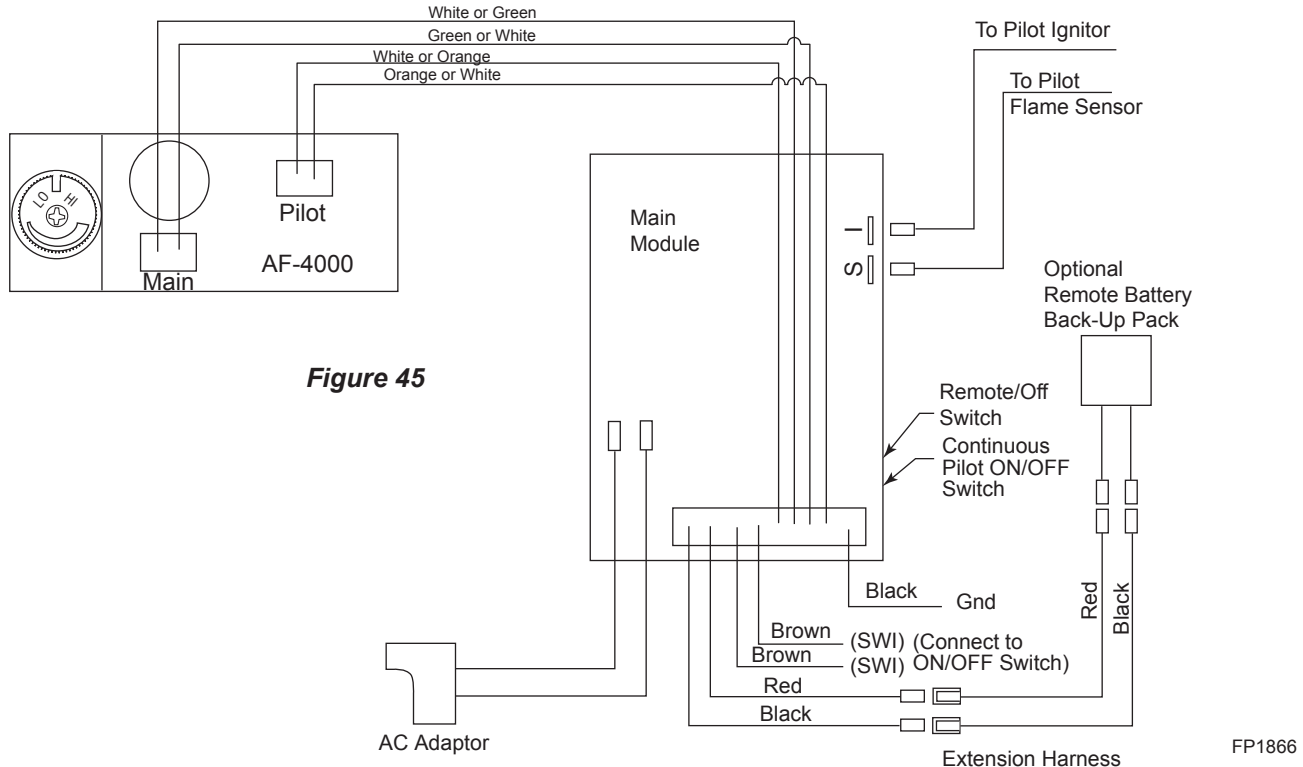 White or Green
Green or White
White or Orange
Orange or White
To Pilot Ignitor
To Pilot
Flame Sensor
LO HI
Pilot
Main
AF-4000
Main
Module
I
S
Optional
Remote Battery
Back-Up Pack
Figure 45
Remote/Off
Switch
Continuous
Pilot ON/OFF
Switch
Black
Gnd
Red
Black
Brown
(SWI) (Connect to
Brown
(SWI) ON/OFF Switch)
Red
Black
AC Adaptor
Extension Harness
FP1866